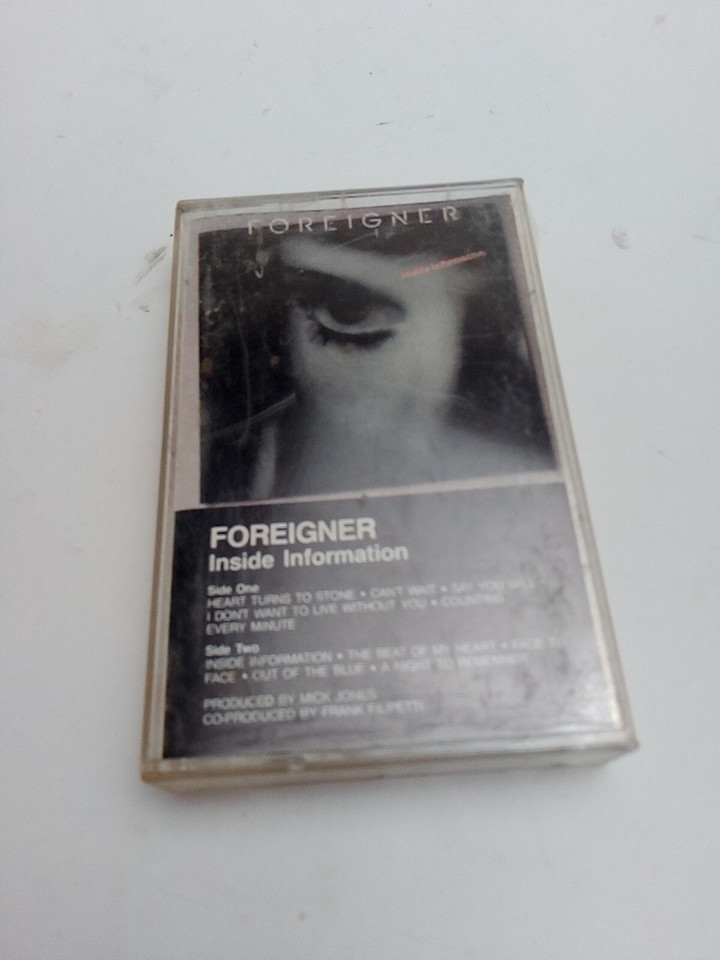 FOREIGNER
Inside Information
FOREIGNER
Inside Information
Side One
HEART TURNS TO STONE • CAN'T WAIT • SAY YOU WILL •
I DON'T WANT TO LIVE WITHOUT YOU • COUNTING
EVERY MINUTE
Side Two
INSIDE INFORMATION • THE BEAT OF MY HEART • FACE TO
FACE • OUT OF THE BLUE • A NIGHT TO REMEMBER
PRODUCED BY MICK JONES
CO-PRODUCED BY FRANK FILIPETTI